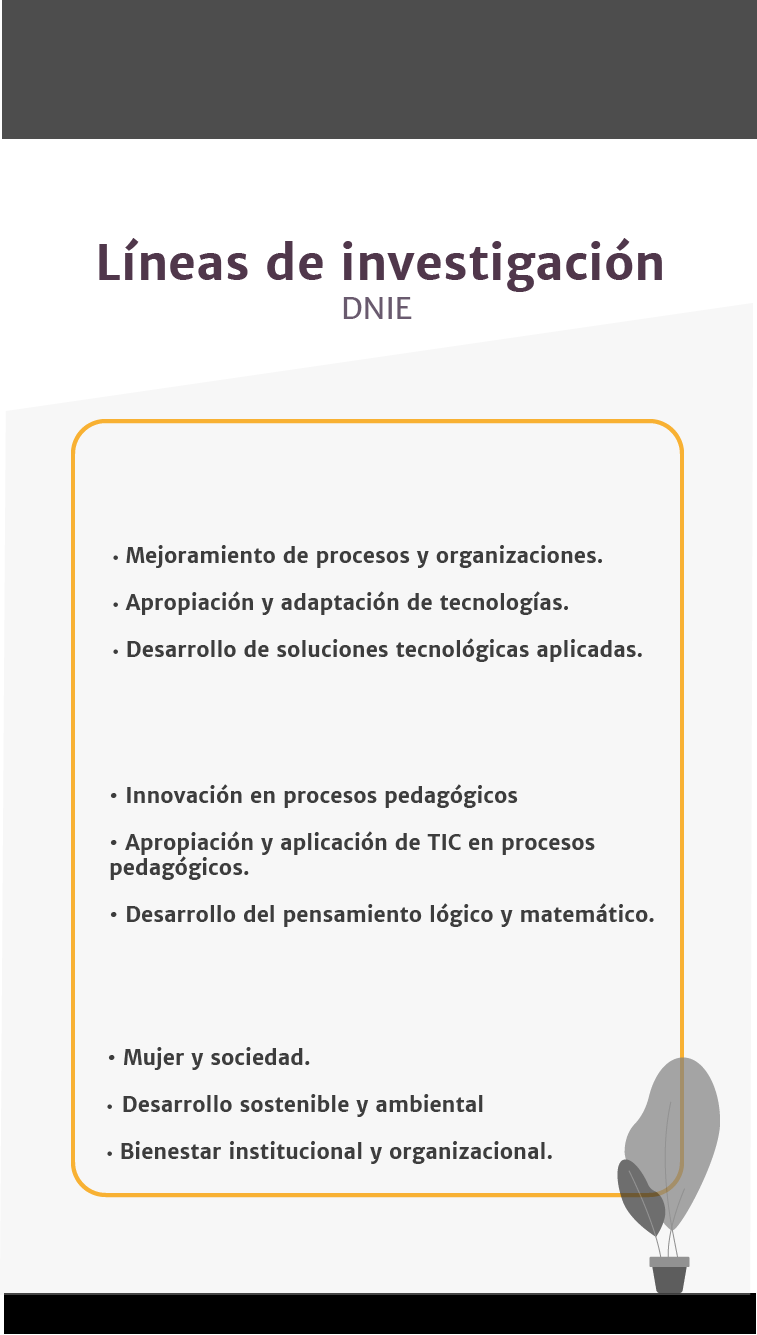 Líneas de investigación
DNIE
• Mejoramiento de procesos y organizaciones.
• Apropiación y adaptación de tecnologías.
• Desarrollo de soluciones tecnológicas aplicadas.
• Innovación en procesos pedagógicos
• Apropiación y aplicación de TIC en procesos
pedagógicos.
• Desarrollo del pensamiento lógico y matemático.
• Mujer y sociedad.
• Desarrollo sostenible y ambiental
• Bienestar institucional y organizacional.